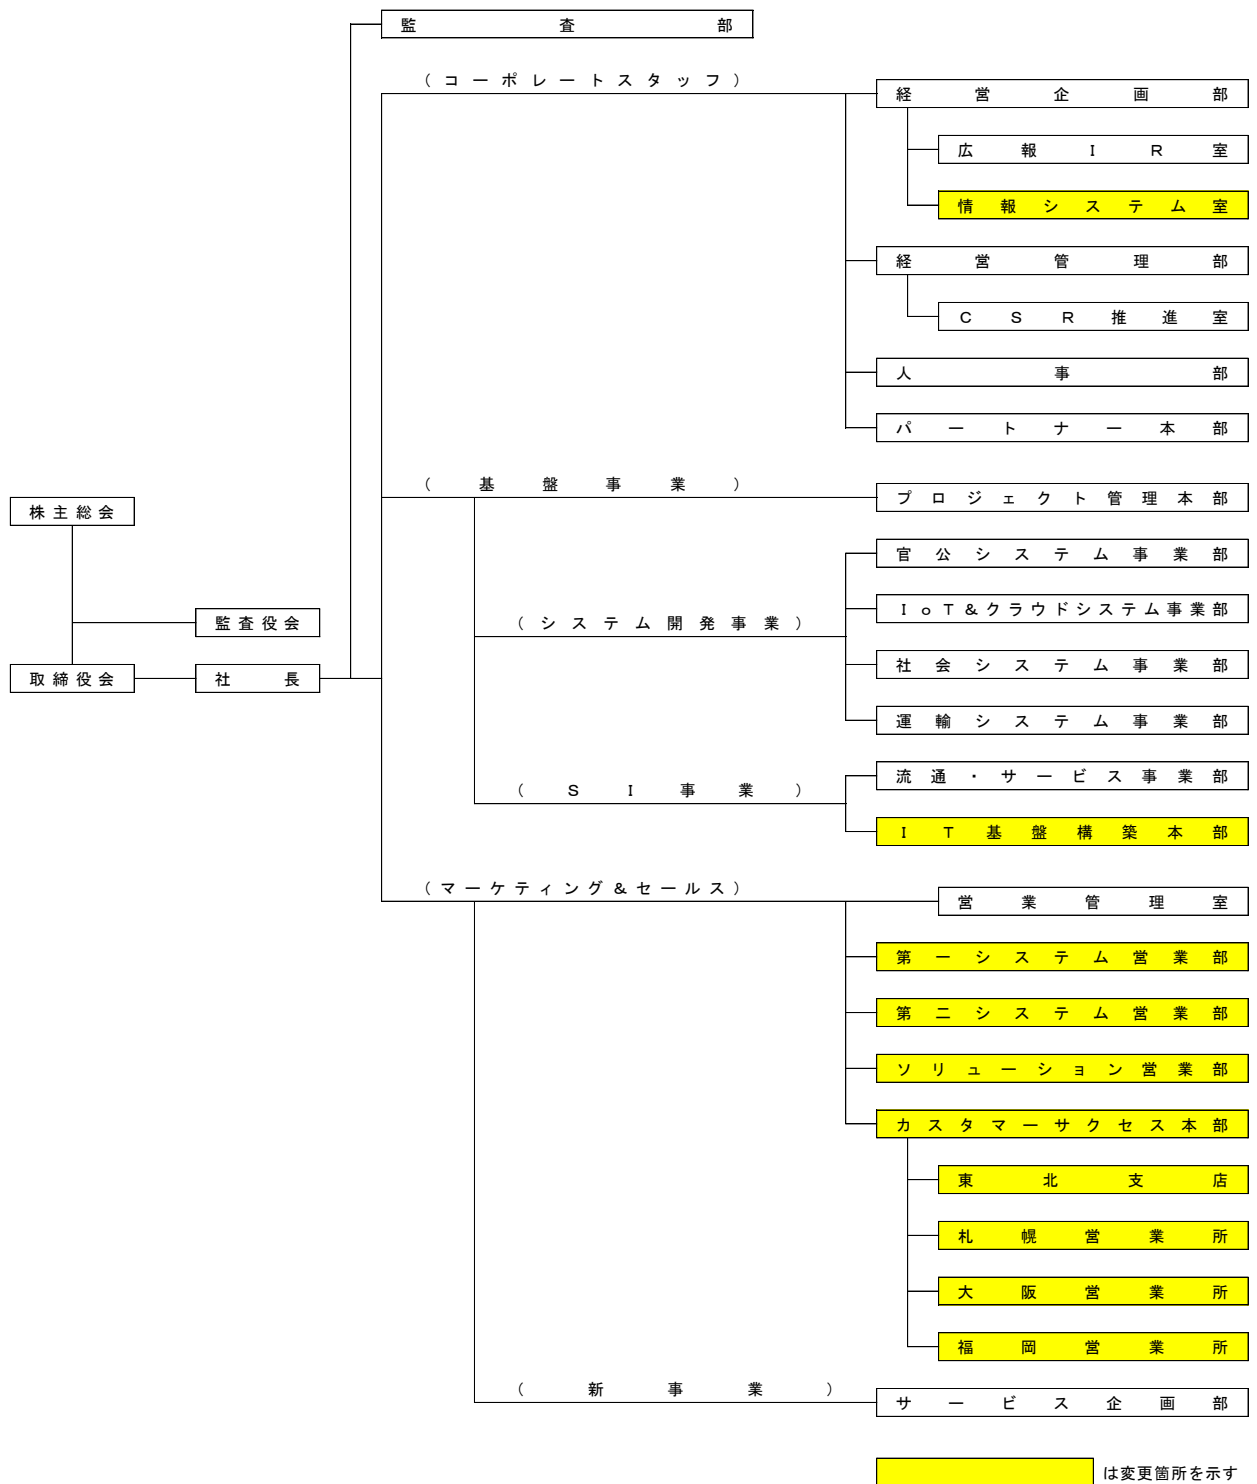 監査部
（コーポレートスタッフ）
経営企画部
広報ＩＲ室
情報システム室
経営管理部
ＣＳＲ推進室
人事部
パートナー本部
（基盤事業）
プロジェクト管理本部
株主総会
官公システム事業部
（システム開発事業）
ＩｏＴ＆クラウドシステム事業部
監査役会
取締役会
社長
社会システム事業部
運輸システム事業部
（ＳＩ事業）
流通・サービス事業部
ＩＴ基盤構築本部
（マーケティング＆セールス）
営業管理室
第一システム営業部
第二システム営業部
ソリューション営業部
カスタマーサクセス本部
東北支店
札幌営業所
大阪営業所
福岡営業所
（新事業）
サービス企画部
は変更箇所を示す